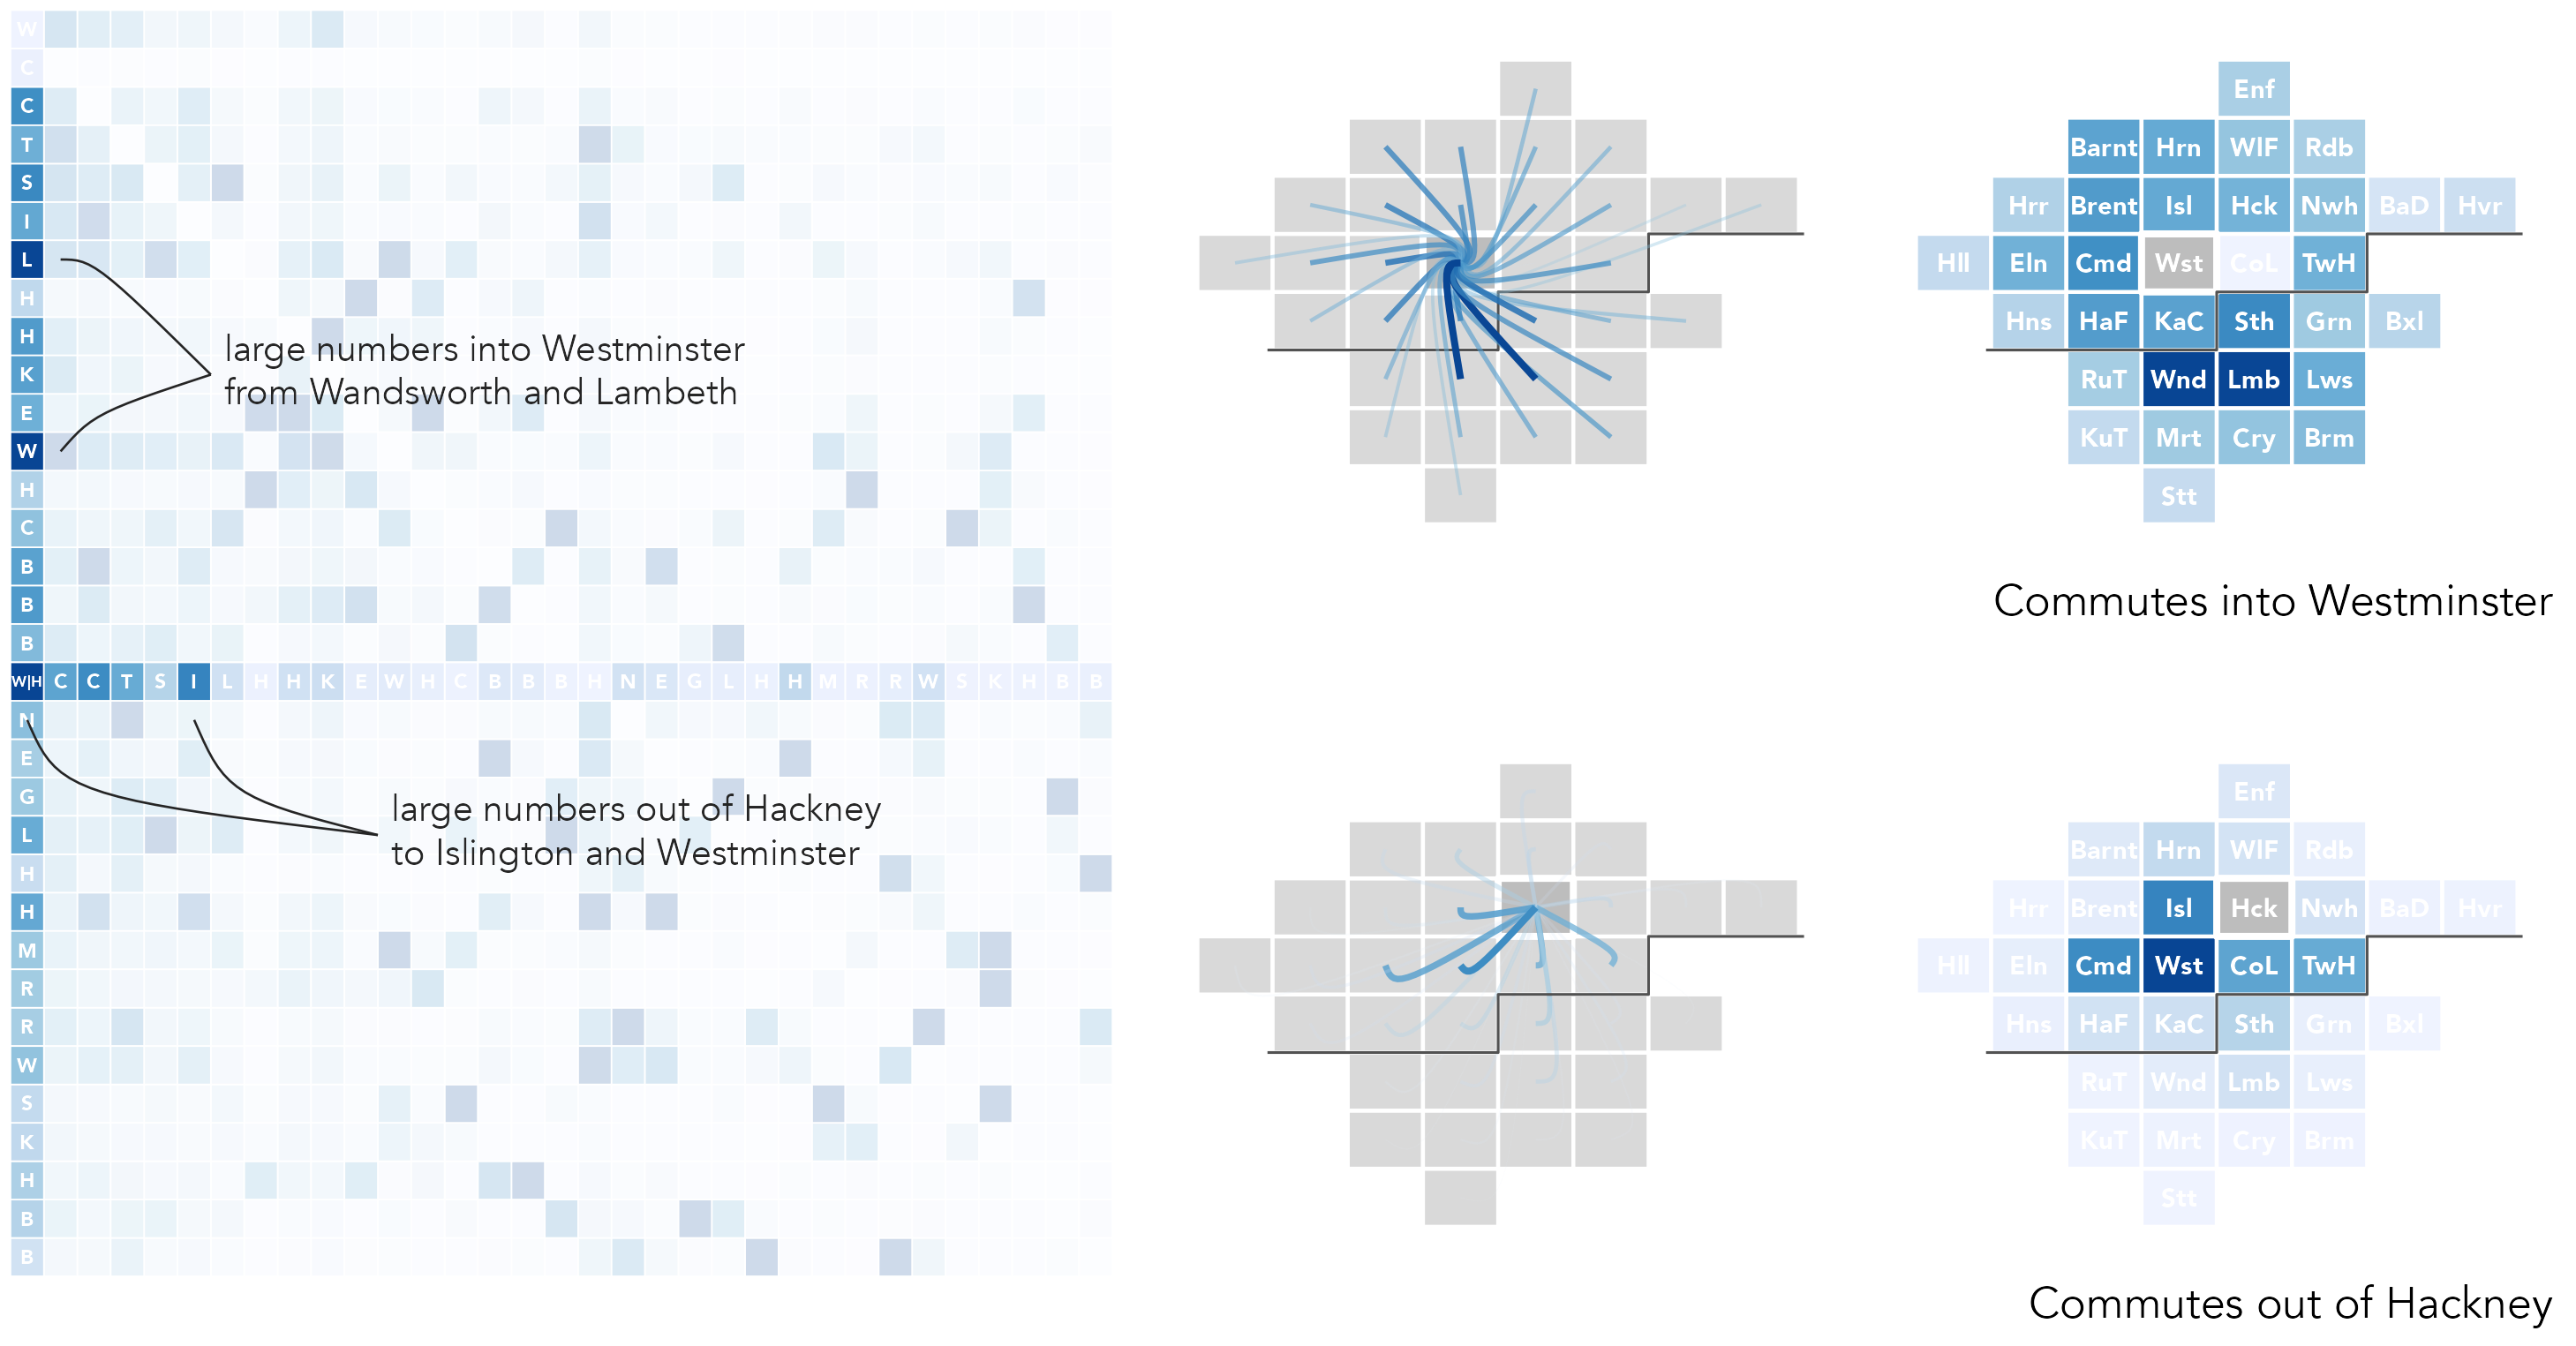 W
C
C
T
S
I
L
H
H
K
E
W
H
C
B
B
B
large numbers into Westminster
from Wandsworth and Lambeth
W|H C C T S I L H H K E W H C B B B H N E G L H H M R R W S K H B B
N
E
G
L
H
H
M
R
R
W
S
K
H
B
B
large numbers out of Hackney
to Islington and Westminster
Enf
Barnt Hrn WlF Rdb
Hrr Brent Isl Hck Nwh BaD Hvr
Hll Eln Cmd Wst CoL TwH
Hns HaF KaC Sth Grn Bxl
RuT Wnd Lmb Lws
KuT Mrt Cry Brm
Stt
Commutes into Westminster
Enf
Barnt Hrn WlF Rdb
Hrr Brent Isl Hck Nwh BaD Hvr
Hll Eln Cmd Wst CoL TwH
Hns HaF KaC Sth Grn Bxl
RuT Wnd Lmb Lws
KuT Mrt Cry Brm
Stt
Commutes out of Hackney